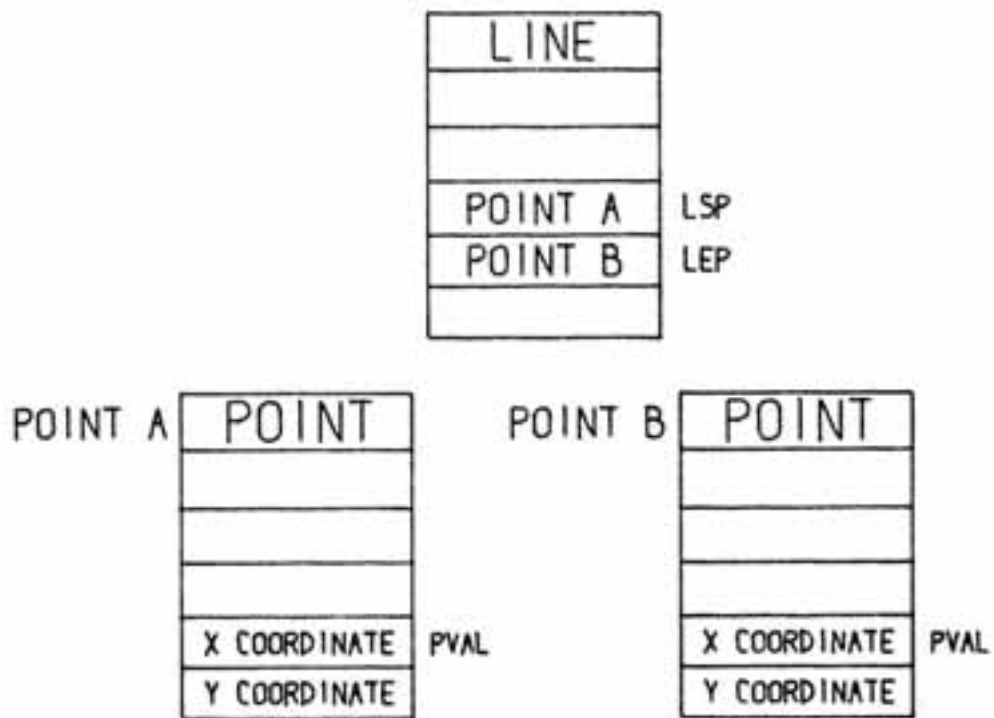 LINE
POINT A LSP
POINT B LEP
POINT A POINT
X COORDINATE PVAL
Y COORDINATE
POINT B POINT
X COORDINATE PVAL
Y COORDINATE